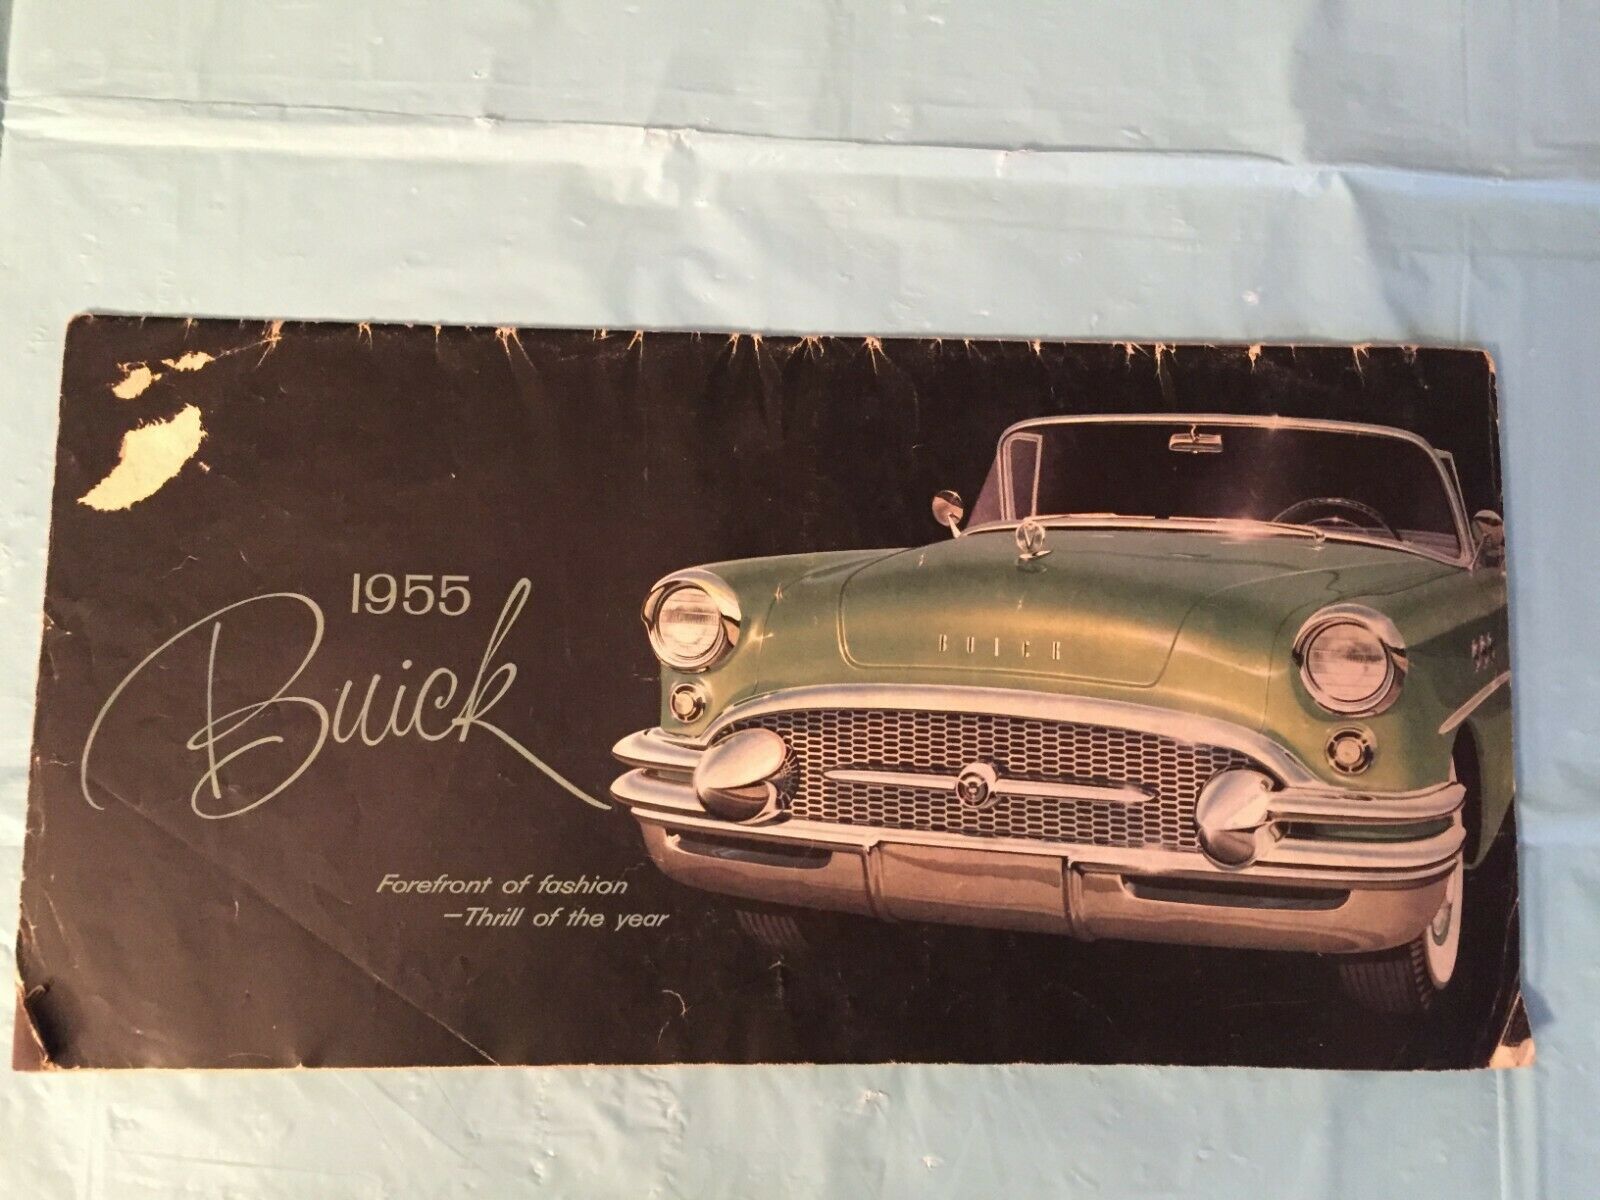 1955
Buick
BUICK
Forefront of fashion
—Thrill of the year